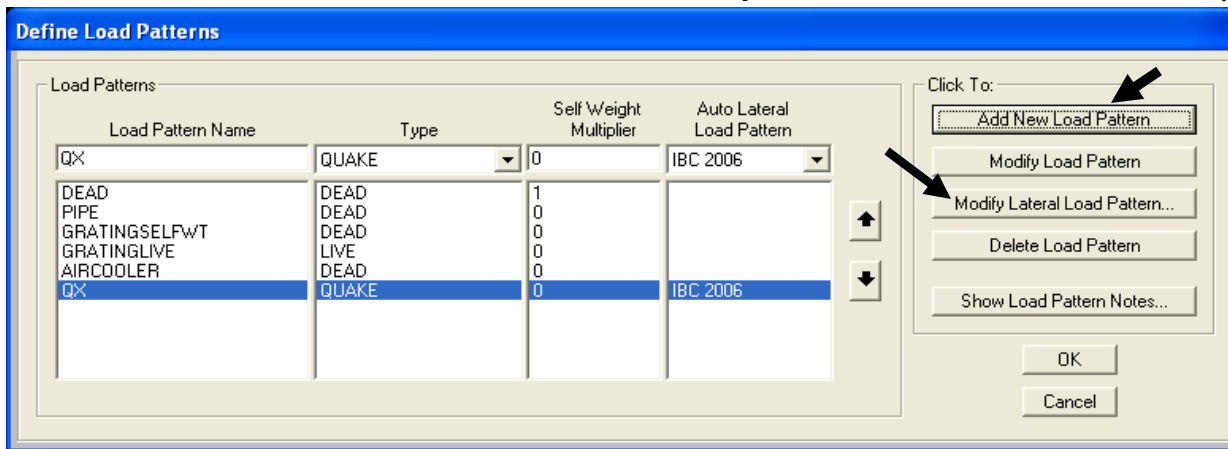 Define Load Patterns
Load Patterns
Click To:
Load Pattern Name Type Self Weight Multiplier Auto Lateral Load Pattern
QX QUAKE 0 IBC 2006
DEAD DEAD 1
PIPE DEAD 0
GRATINGSELFWT DEAD 0
GRATINGLIVE LIVE 0
AIRCOOLER DEAD 0
QX QUAKE 0 IBC 2006
Add New Load Pattern
Modify Load Pattern
Modify Lateral Load Pattern...
Delete Load Pattern
Show Load Pattern Notes...
OK
Cancel